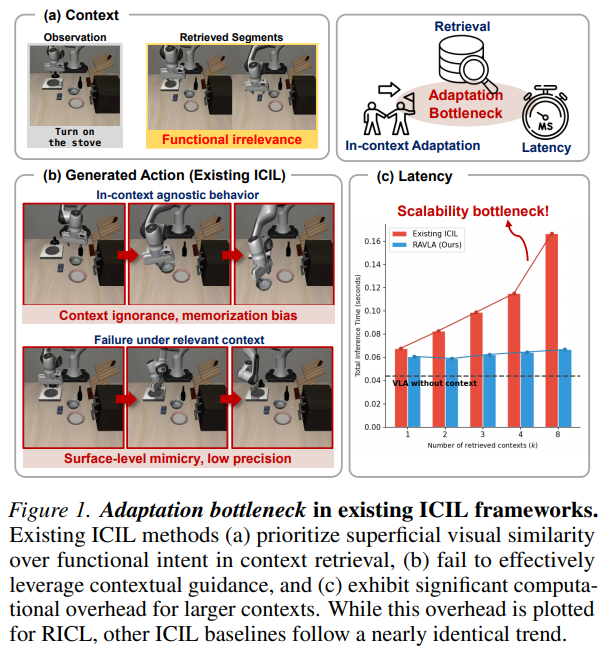 (a) Context
Observation
Retrieved Segments
Turn on
the stove
Functional irrelevance
Retrieval
Adaptation
Bottleneck
MS
In-context Adaptation
Latency
(b) Generated Action (Existing ICIL)
In-context agnostic behavior
Context ignorance, memorization bias
Failure under relevant context
Surface-level mimicry, low precision
(c) Latency
Scalability bottleneck!
Existing ICIL
RAVLA (Ours)
Total Inference Time (seconds)
0.16
0.14
0.12
0.10
0.08
0.06
0.04
0.02
0.00
VLA without context
1
2
3
4
8
Number of retrieved contexts (k)
Figure 1. Adaptation bottleneck in existing ICIL frameworks.
Existing ICIL methods (a) prioritize superficial visual similarity
over functional intent in context retrieval, (b) fail to effectively
leverage contextual guidance, and (c) exhibit significant computa-
tional overhead for larger contexts. While this overhead is plotted
for RICL, other ICIL baselines follow a nearly identical trend.